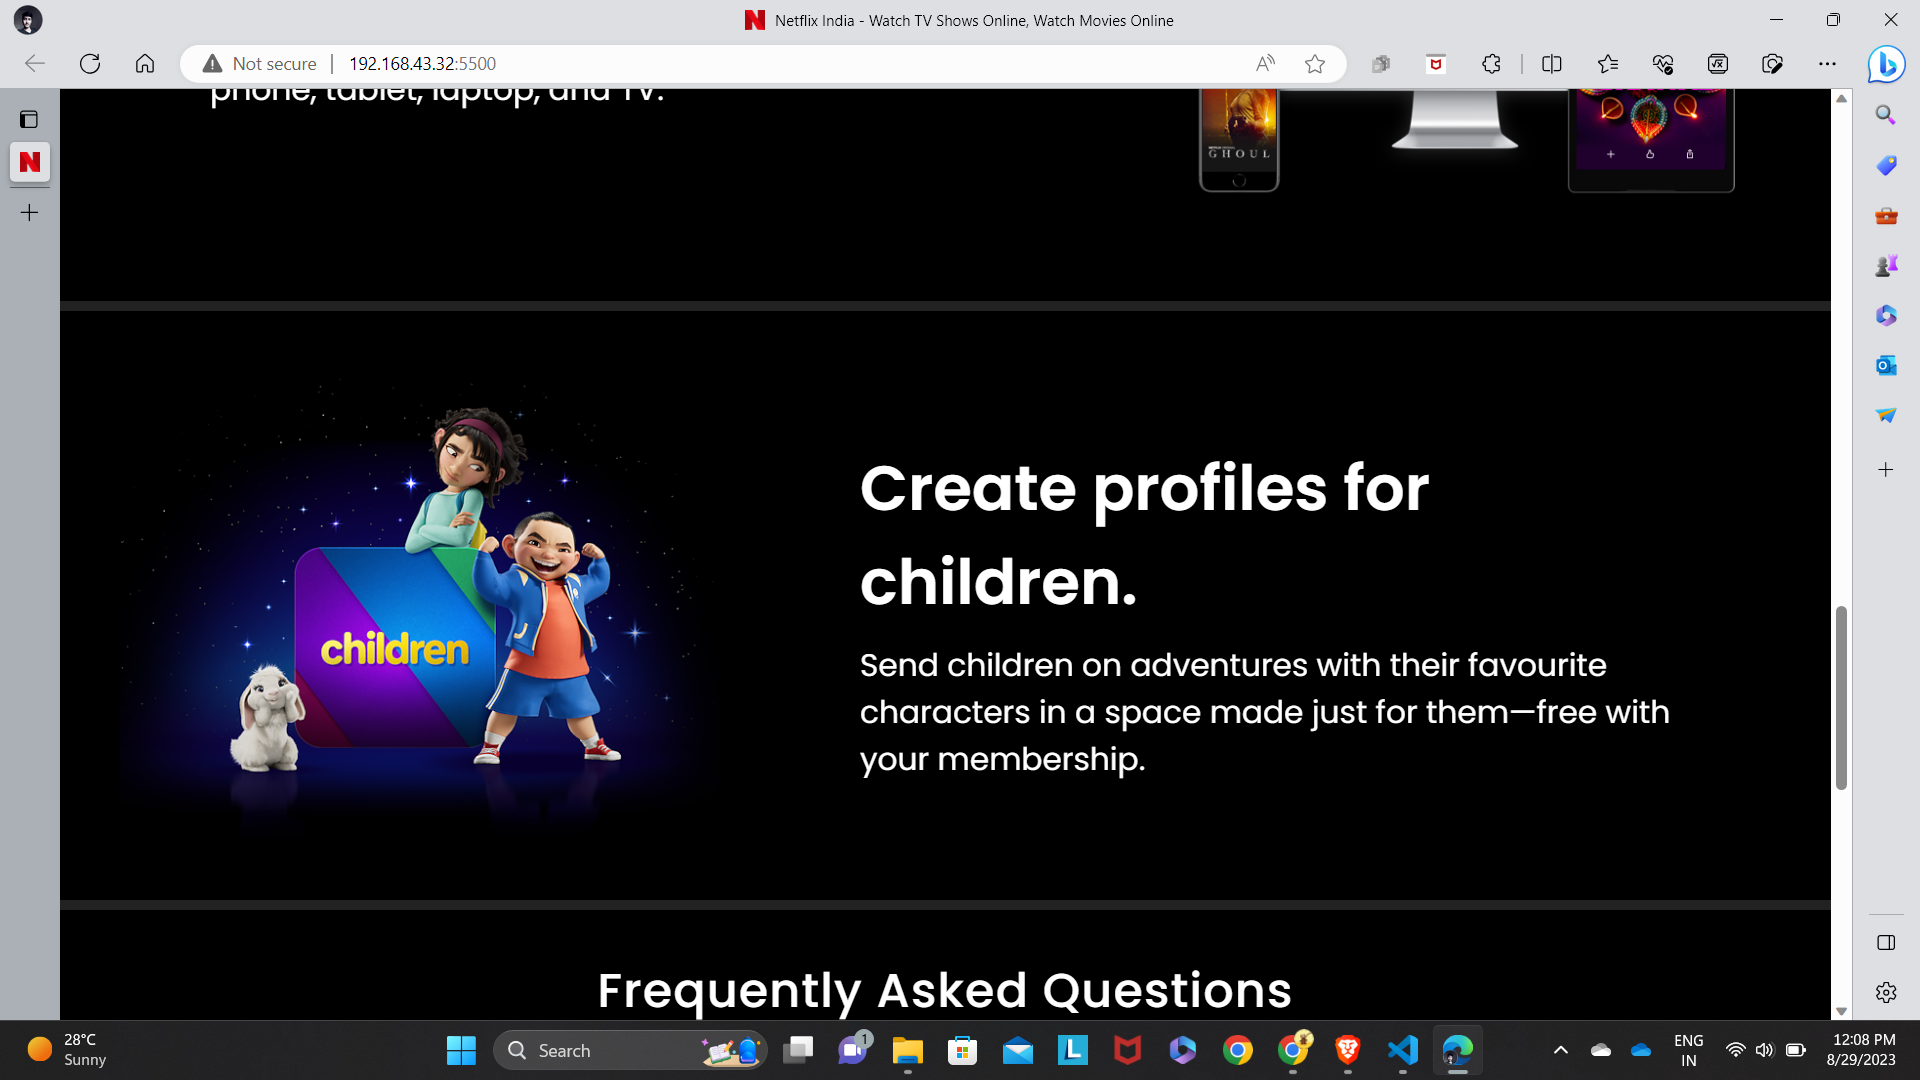 Netflix India - Watch TV Shows Online, Watch Movies Online
Not secure
192.168.43.32:5500
phone, tablet, laptop, and TV.
GHOUL
Create profiles for
children.
children
Send children on adventures with their favourite
characters in a space made just for them—free with
your membership.
Frequently Asked Questions
28°C
Sunny
Search
1
ENG
IN
12:08 PM
8/29/2023